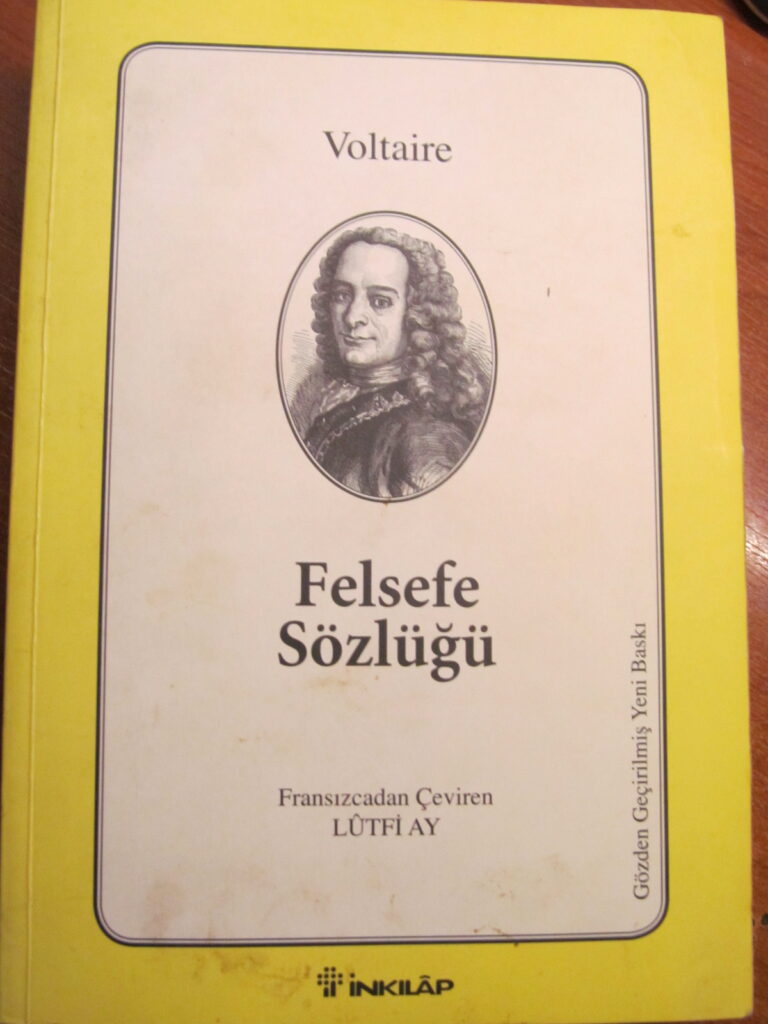 Voltaire
Felsefe
Sözlüğü
Fransızcadan Çeviren
LÛTFİ AY
Gözden Geçirilmiş Yeni Baskı
İNKILÂP